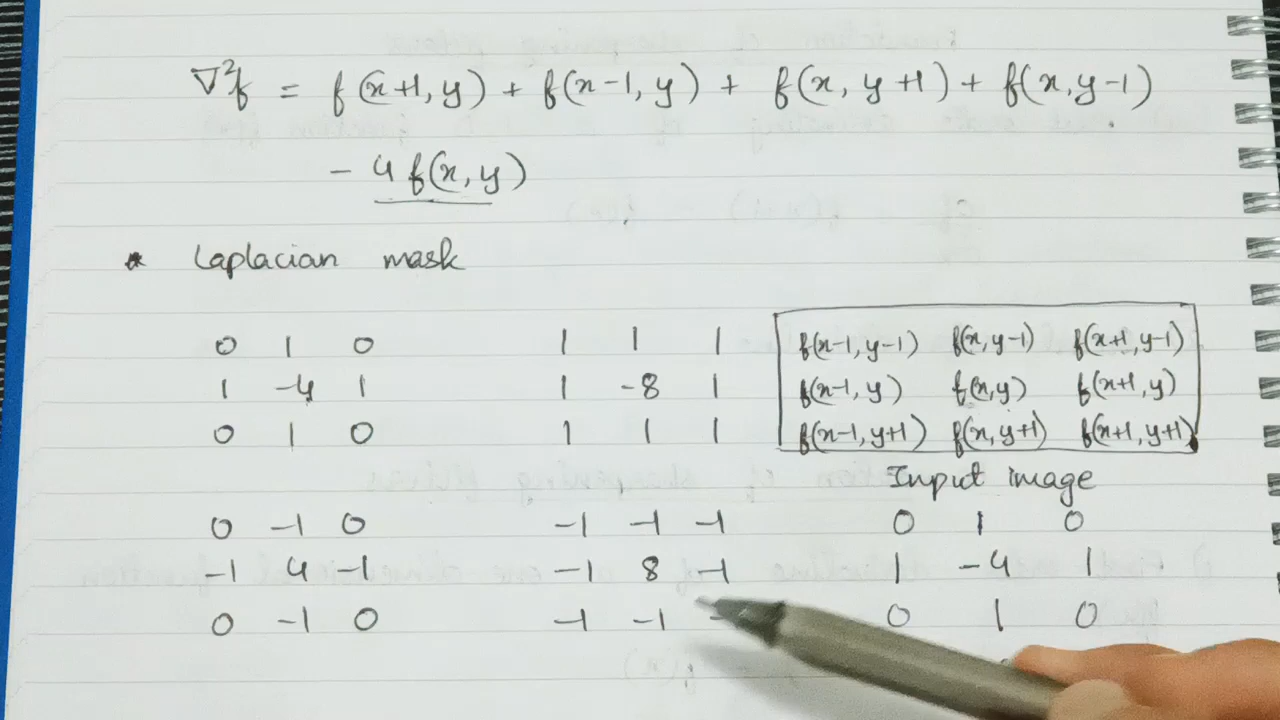 ∇²f = f(x+1, y) + f(x-1, y) + f(x, y+1) + f(x, y-1)
- 4 f(x, y)
* Laplacian mask
0 1 0 1 1 1 f(x-1, y-1) f(x, y-1) f(x+1, y-1)
1 -4 1 1 -8 1 f(x-1, y) f(x, y) f(x+1, y)
0 1 0 1 1 1 f(x-1, y+1) f(x, y+1) f(x+1, y+1)
Input image
0 -1 0 -1 -1 -1 0 1 0
-1 4 -1 -1 8 -1 1 -4 1
0 -1 0 -1 -1 0 1 0